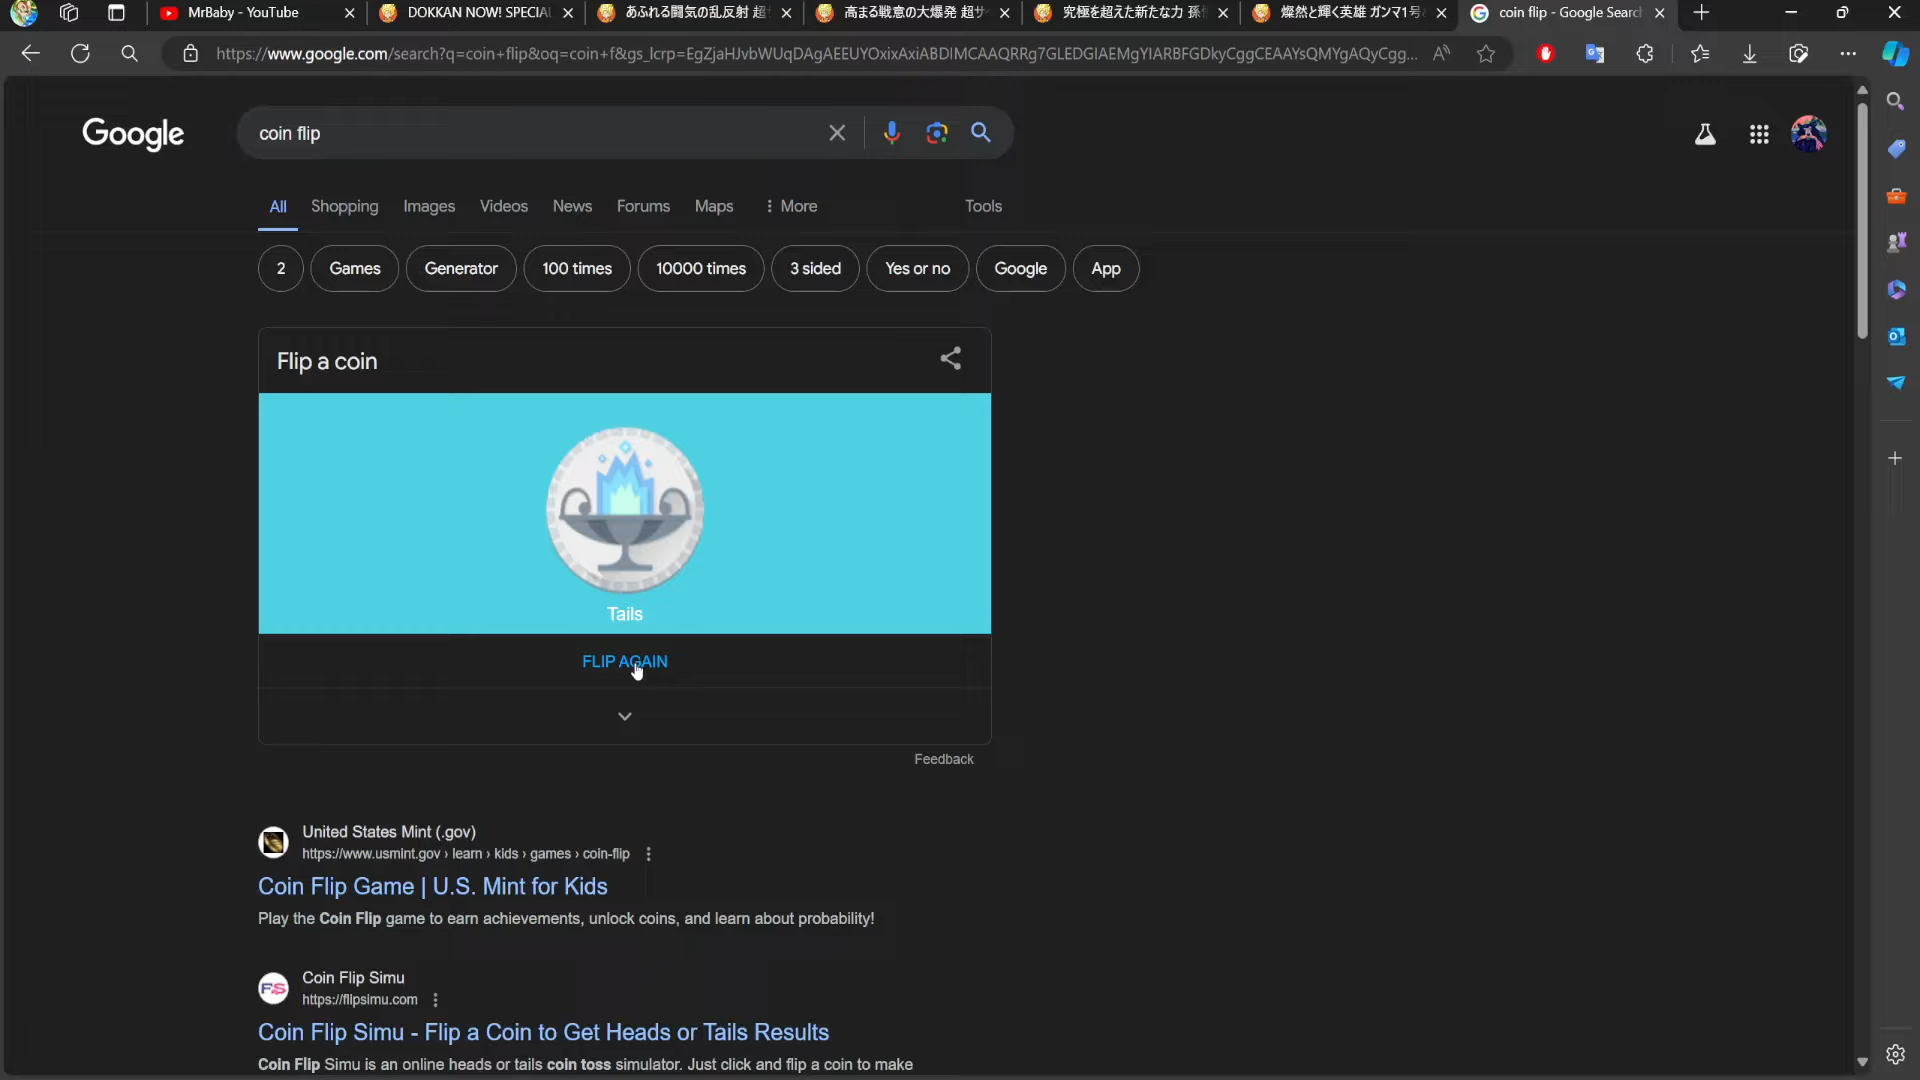 MrBaby - YouTube
DOKKAN NOW! SPECIA
あふれる闘気の乱反射 超
高まる戦意の大爆発 超サ
究極を超えた新たな力 孫
燦然と輝く英雄 ガンマ1号
coin flip - Google Search
https://www.google.com/search?q=coin+flip&oq=coin+f&gs_lcrp=EgZjaHJvbWUqDAgAEEUYOxixAxiABDIMCAAQRRg7GLEDGIAEMgYIARBFGDkyCggCEAAYsQMYgAQyCgg...
Google
coin flip
All
Shopping
Images
Videos
News
Forums
Maps
More
Tools
2
Games
Generator
100 times
10000 times
3 sided
Yes or no
Google
App
Flip a coin
Tails
FLIP AGAIN
Feedback
United States Mint (.gov)
https://www.usmint.gov › learn › kids › games › coin-flip
Coin Flip Game | U.S. Mint for Kids
Play the Coin Flip game to earn achievements, unlock coins, and learn about probability!
FS
Coin Flip Simu
https://flipsimu.com
Coin Flip Simu - Flip a Coin to Get Heads or Tails Results
Coin Flip Simu is an online heads or tails coin toss simulator. Just click and flip a coin to make